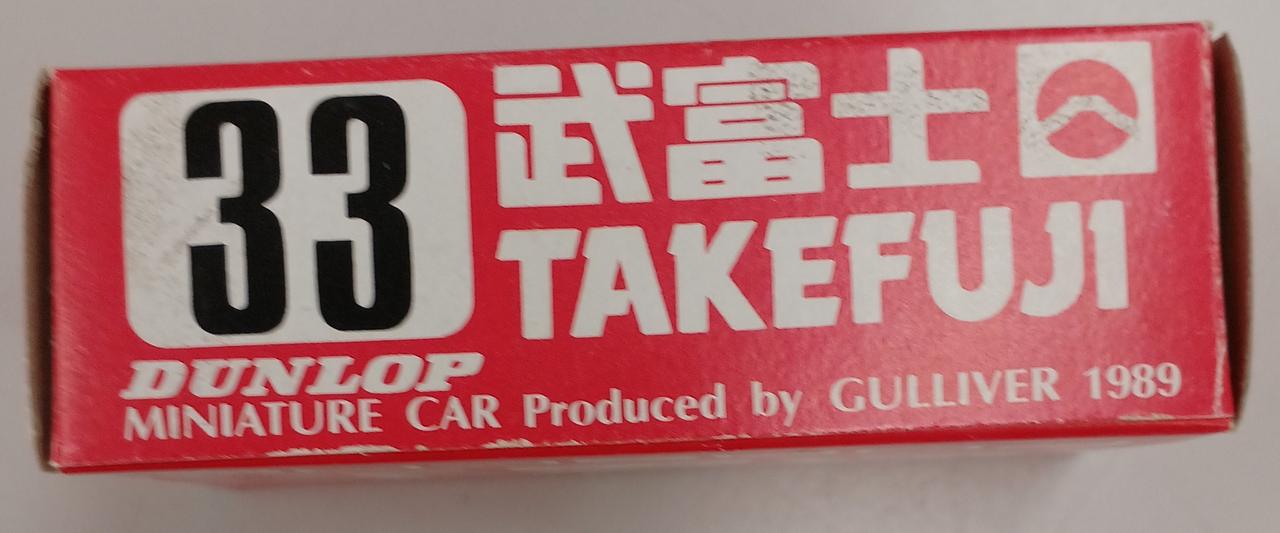 33
武富士
TAKEFUJI
DUNLOP
MINIATURE CAR Produced by GULLIVER 1989